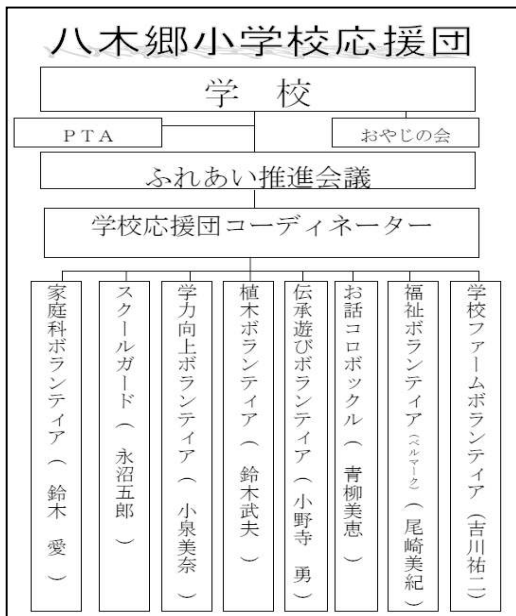 八木郷小学校応援団
学　校
ＰＴＡ
おやじの会
ふれあい推進会議
学校応援団コーディネーター
家庭科ボランティア（　鈴木　愛　）
スクールガード（　永沼五郎　）
学力向上ボランティア（　小泉美奈　）
植木ボランティア（　鈴木武夫　）
伝承遊びボランティア（小野寺　勇　）
お話コロボックル（　青柳美恵　）
福祉ボランティア（ベルマーク）（　尾崎美紀　）
学校ファームボランティア（吉川祐二）